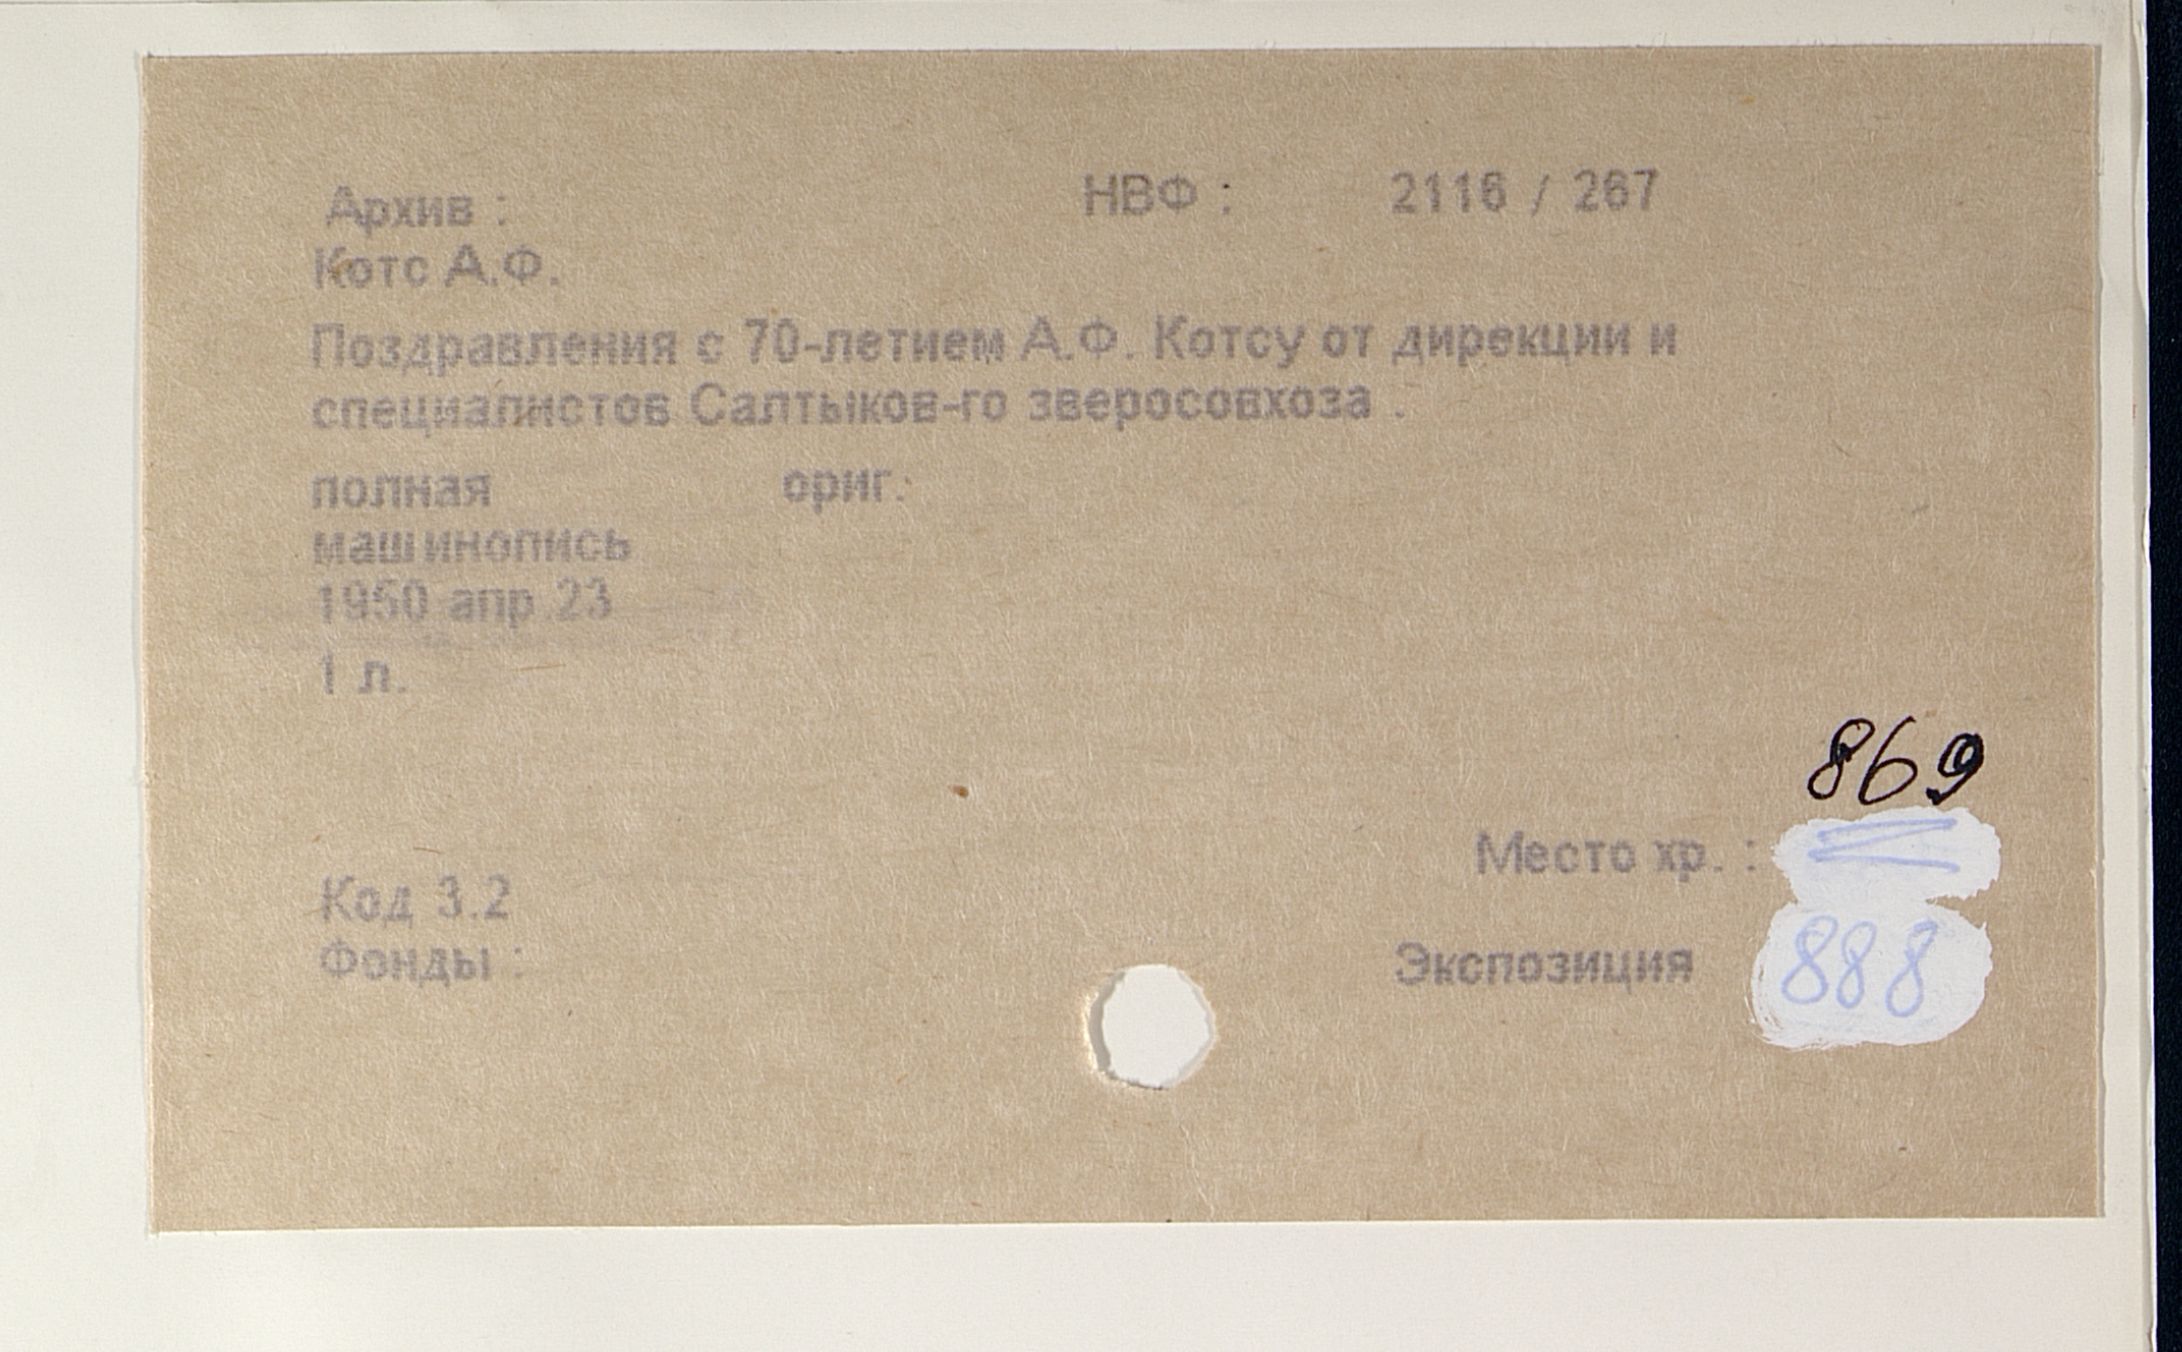 Архив : НВФ : 2116 / 267
Котс А.Ф.
Поздравления с 70-летием А.Ф. Котсу от дирекции и
специалистов Салтыков-го зверосовхоза .
полная ориг.
машинопись
1950 апр.23
1 л.
869
Место хр. :
Код 3.2
Фонды : Экспозиция 888